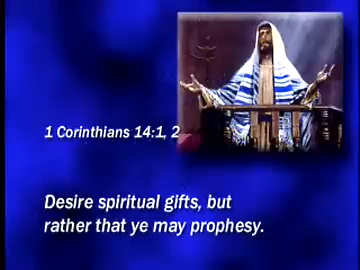 1 Corinthians 14:1, 2
Desire spiritual gifts, but
rather that ye may prophesy.